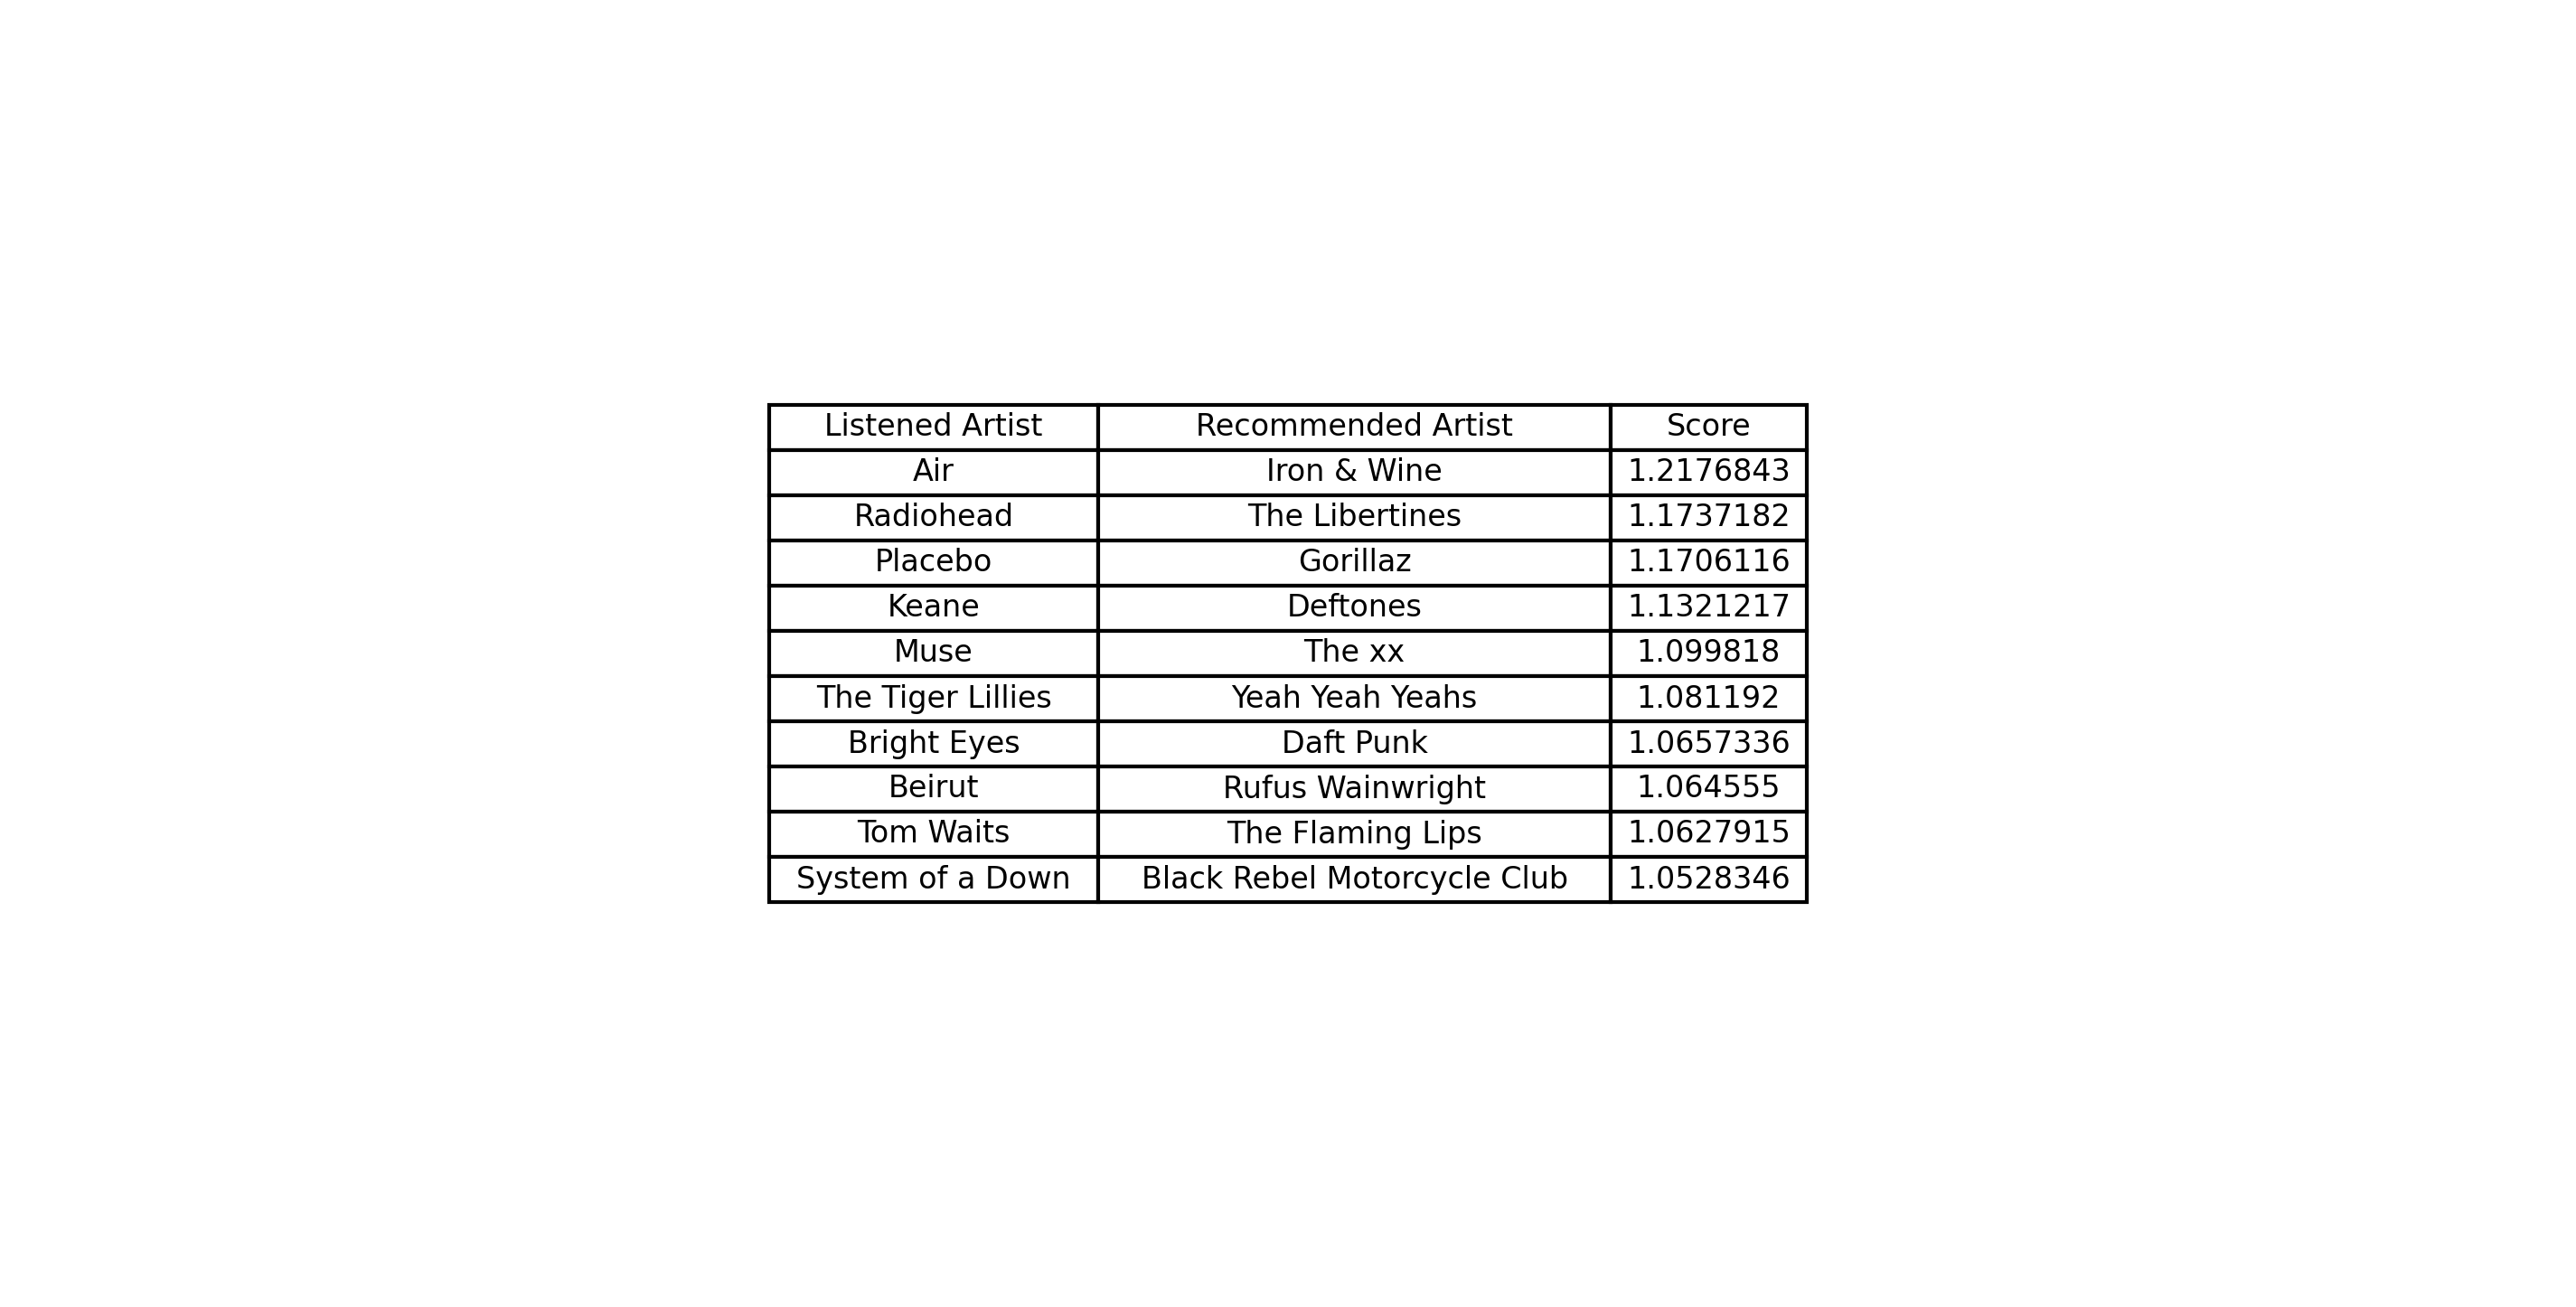 Listened Artist Recommended Artist Score
Air Iron & Wine 1.2176843
Radiohead The Libertines 1.1737182
Placebo Gorillaz 1.1706116
Keane Deftones 1.1321217
Muse The xx 1.099818
The Tiger Lillies Yeah Yeah Yeahs 1.081192
Bright Eyes Daft Punk 1.0657336
Beirut Rufus Wainwright 1.064555
Tom Waits The Flaming Lips 1.0627915
System of a Down Black Rebel Motorcycle Club 1.0528346